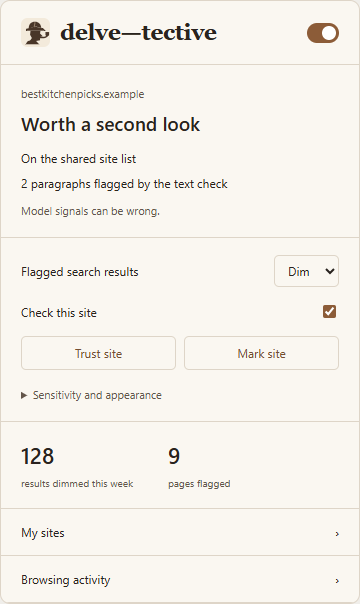 delve—tective
bestkitchenpicks.example
Worth a second look
On the shared site list
2 paragraphs flagged by the text check
Model signals can be wrong.
Flagged search results
Dim
Check this site
Trust site
Mark site
Sensitivity and appearance
128
results dimmed this week
9
pages flagged
My sites
Browsing activity